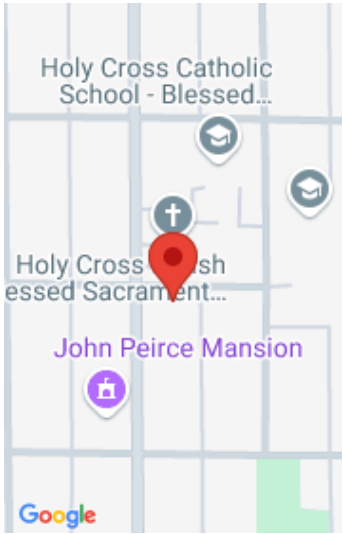 Holy Cross Catholic
School - Blessed...
Holy Cross
essed Sacrament...
John Peirce Mansion
Google